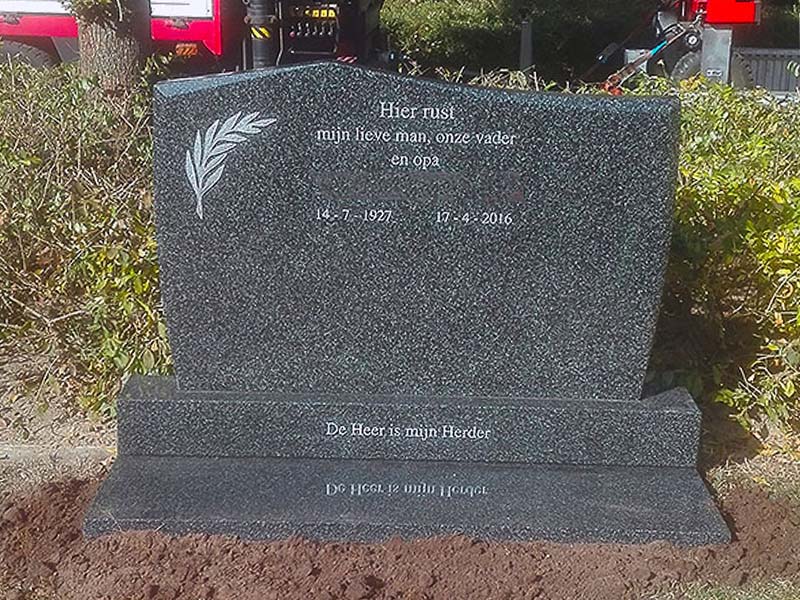 Hier rust
mijn lieve man, onze vader
en opa
14 - 7 - 1927 17 - 4 - 2016
De Heer is mijn Herder